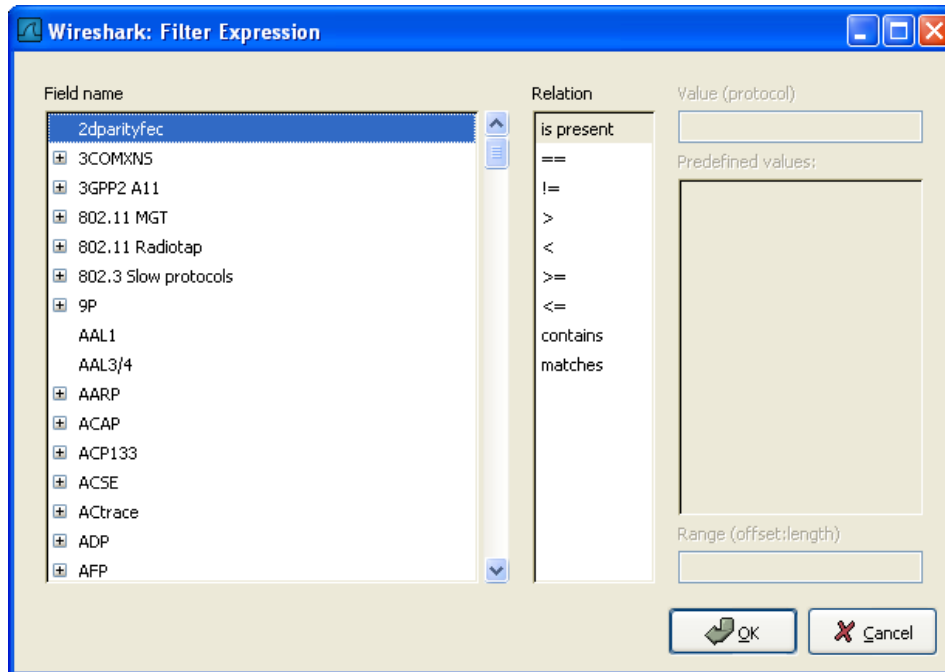 Wireshark: Filter Expression
Field name
2dparityfec
3COMXNS
3GPP2 A11
802.11 MGT
802.11 Radiotap
802.3 Slow protocols
9P
AAL1
AAL3/4
AARP
ACAP
ACP133
ACSE
ACtrace
ADP
AFP
Relation
is present
==
!=
>
<
>=
<=
contains
matches
Value (protocol)
Predefined values:
Range (offset:length)
OK
Cancel